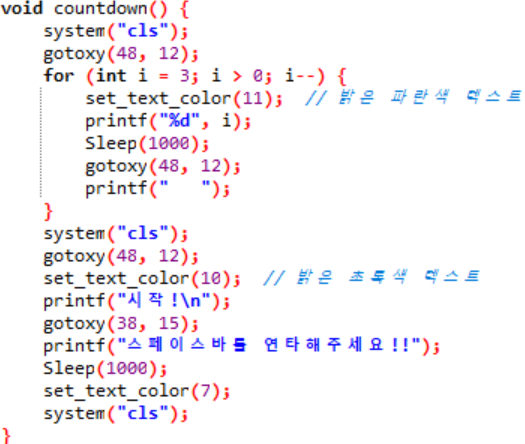 void countdown() {
    system("cls");
    gotoxy(48, 12);
    for (int i = 3; i > 0; i--) {
        set_text_color(11);  // 밝은 파란색 텍스트
        printf("%d", i);
        Sleep(1000);
        gotoxy(48, 12);
        printf("   ");
    }
    system("cls");
    gotoxy(48, 12);
    set_text_color(10);  // 밝은 초록색 텍스트
    printf("시작!\n");
    gotoxy(38, 15);
    printf("스페이스바를 연타해주세요!!");
    Sleep(1000);
    set_text_color(7);
    system("cls");
}